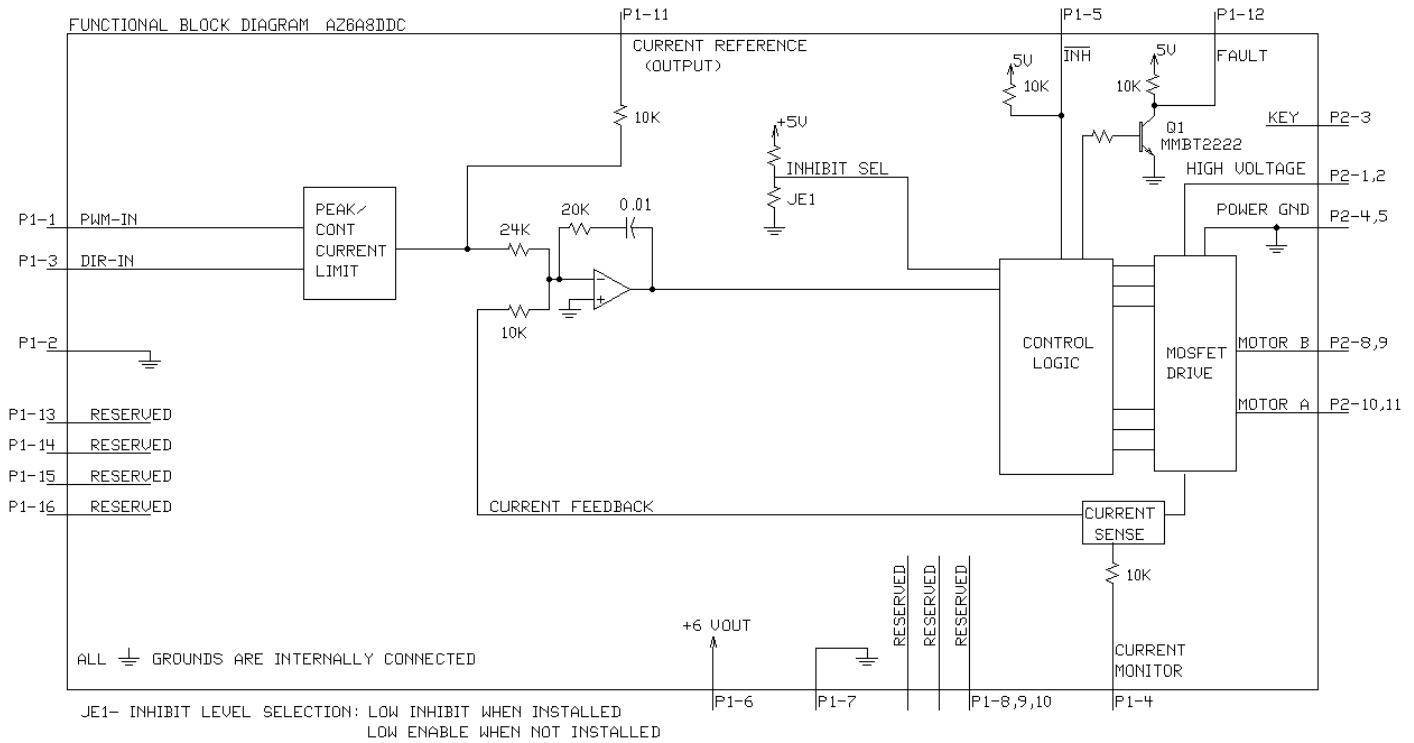 FUNCTIONAL BLOCK DIAGRAM AZ6A8DDC
P1-11
P1-5
P1-12
CURRENT REFERENCE
(OUTPUT)
10K
5V
10K
INH
5V
10K
FAULT
Q1
MMBT2222
KEY
P2-3
HIGH VOLTAGE
P2-1,2
POWER GND
P2-4,5
+5V
INHIBIT SEL
JE1
P1-1
PWM-IN
P1-3
DIR-IN
PEAK/
CONT
CURRENT
LIMIT
24K
20K
0.01
10K
-
+
P1-2
CONTROL
LOGIC
MOSFET
DRIVE
MOTOR B
P2-8,9
MOTOR A
P2-10,11
P1-13
RESERVED
P1-14
RESERVED
P1-15
RESERVED
P1-16
RESERVED
CURRENT FEEDBACK
CURRENT
SENSE
10K
RESERVED
RESERVED
RESERVED
+6 VOUT
CURRENT
MONITOR
ALL GROUNDS ARE INTERNALLY CONNECTED
P1-6
P1-7
P1-8,9,10
P1-4
JE1- INHIBIT LEVEL SELECTION: LOW INHIBIT WHEN INSTALLED
LOW ENABLE WHEN NOT INSTALLED